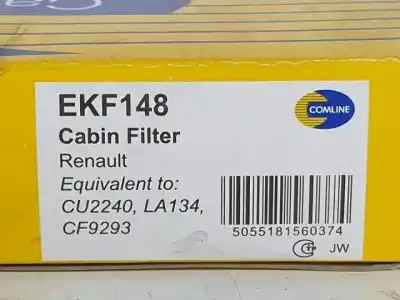 EKF148
COMLINE
Cabin Filter
Renault
Equivalent to:
CU2240, LA134,
CF9293
5055181560374
JW